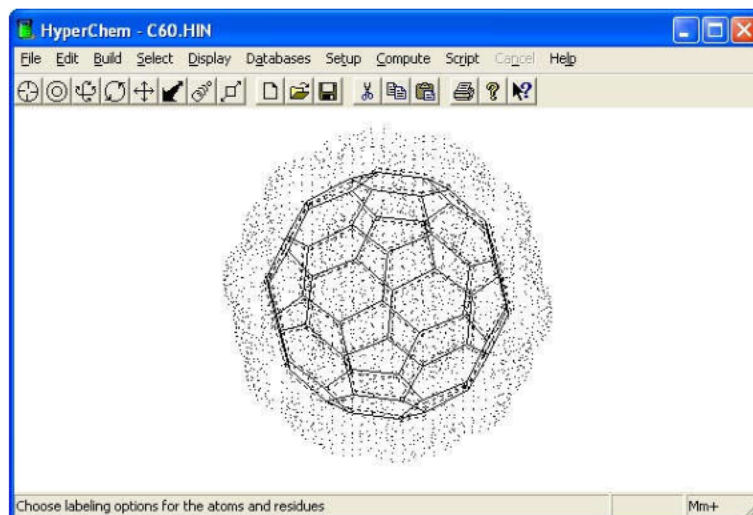 HyperChem - C60.HIN
File Edit Build Select Display Databases Setup Compute Script Cancel Help
Choose labeling options for the atoms and residues Mm+